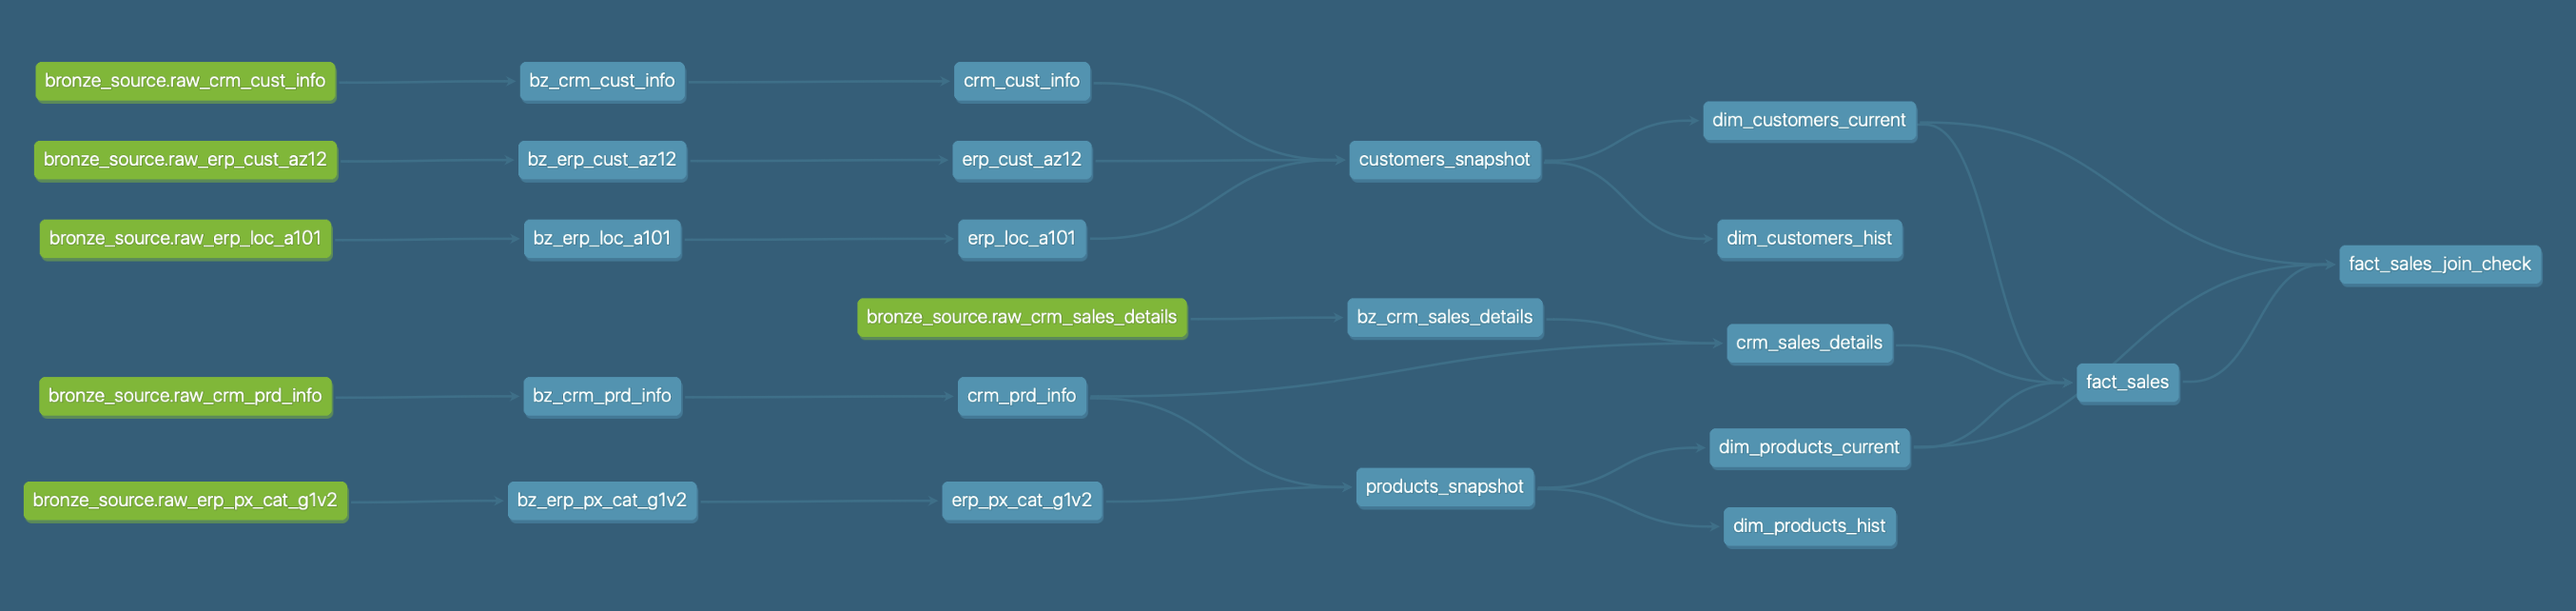 bronze_source.raw_crm_cust_info
bz_crm_cust_info
crm_cust_info
dim_customers_current
bronze_source.raw_erp_cust_az12
bz_erp_cust_az12
erp_cust_az12
customers_snapshot
bronze_source.raw_erp_loc_a101
bz_erp_loc_a101
erp_loc_a101
dim_customers_hist
fact_sales_join_check
bronze_source.raw_crm_sales_details
bz_crm_sales_details
crm_sales_details
bronze_source.raw_crm_prd_info
bz_crm_prd_info
crm_prd_info
fact_sales
dim_products_current
bronze_source.raw_erp_px_cat_g1v2
bz_erp_px_cat_g1v2
erp_px_cat_g1v2
products_snapshot
dim_products_hist